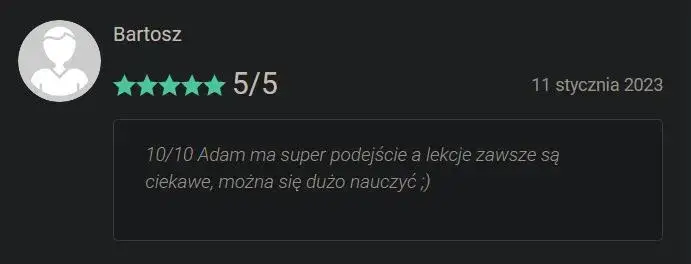 Bartosz
5/5
11 stycznia 2023
10/10 Adam ma super podejście a lekcje zawsze są
ciekawe, można się dużo nauczyć ;)